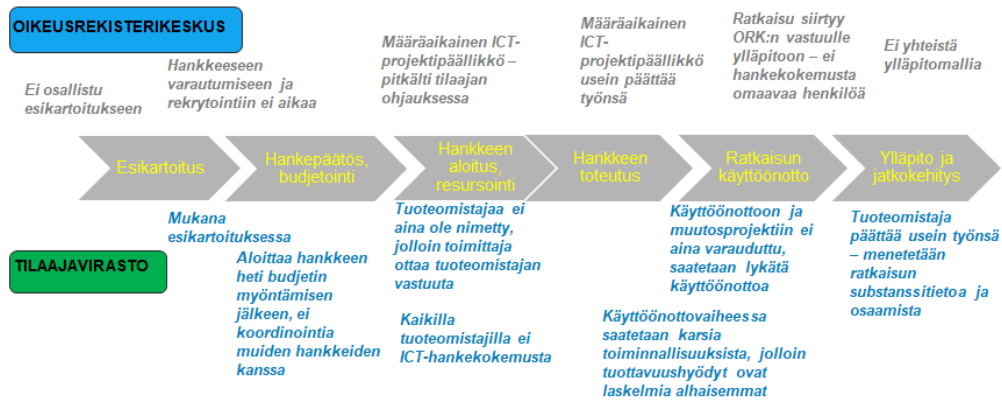 OIKEUSREKISTERIKESKUS
Ei osallistu
esikartoitukseen
Hankkeeseen
varautumiseen ja
rekrytointiin ei aikaa
Määräaikainen ICT-
projektipäällikkö –
pitkälti tilaajan
ohjauksessa
Määräaikainen
ICT-
projektipäällikkö
usein päättää
työnsä
Ratkaisu siirtyy
ORK:n vastuulle
ylläpitoon – ei
hankekokemusta
omaavaa henkilöä
Ei yhteistä
ylläpitomallia
Esikartoitus
Hankepäätös,
budjetointi
Hankkeen
aloitus,
resursointi
Hankkeen
toteutus
Ratkaisun
käyttöönotto
Ylläpito ja
jatkokehitys
TILAAJAVIRASTO
Mukana
esikartoituksessa
Aloittaa hankkeen
heti budjetin
myöntämisen
jälkeen, ei
koordinointia
muiden hankkeiden
kanssa
Tuoteomistajaa ei
aina ole nimetty,
jolloin toimittaja
ottaa tuoteomistajan
vastuuta
Kaikilla
tuoteomistajilla ei
ICT-hankekokemusta
Käyttöönottoon ja
muutosprojektiin ei
aina varauduttu,
saatetaan lykätä
käyttöönottoa
Käyttöönottovaiheessa
saatetaan karsia
toiminnallisuuksista, jolloin
tuottavuushyödyt ovat
laskelmia alhaisemmat
Tuoteomistaja
päättää usein työnsä
– menetetään
ratkaisun
substanssitietoa ja
osaamista